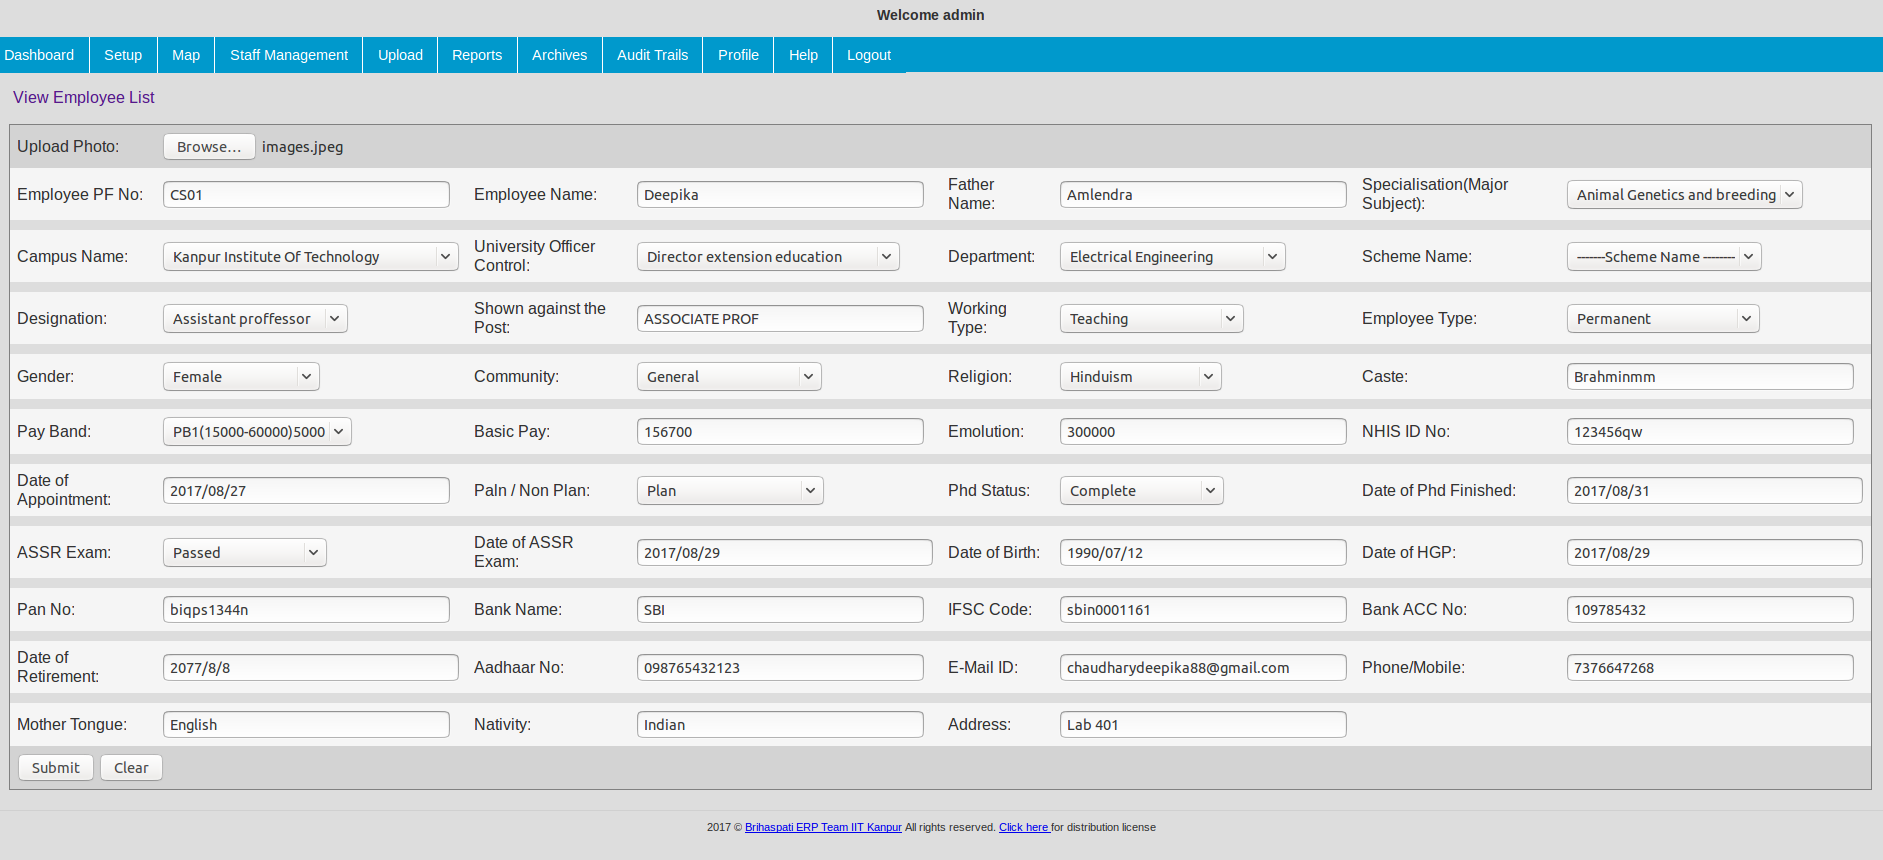 Welcome admin
Dashboard Setup Map Staff Management Upload Reports Archives Audit Trails Profile Help Logout
View Employee List
Upload Photo: Browse... images.jpeg
Employee PF No: CS01 Employee Name: Deepika Father Name: Amlendra Specialisation(Major Subject): Animal Genetics and breeding
Campus Name: Kanpur Institute Of Technology University Officer Control: Director extension education Department: Electrical Engineering Scheme Name: -------Scheme Name --------
Designation: Assistant proffessor Shown against the Post: ASSOCIATE PROF Working Type: Teaching Employee Type: Permanent
Gender: Female Community: General Religion: Hinduism Caste: Brahminmm
Pay Band: PB1(15000-60000)5000 Basic Pay: 156700 Emolution: 300000 NHIS ID No: 123456qw
Date of Appointment: 2017/08/27 Paln / Non Plan: Plan Phd Status: Complete Date of Phd Finished: 2017/08/31
ASSR Exam: Passed Date of ASSR Exam: 2017/08/29 Date of Birth: 1990/07/12 Date of HGP: 2017/08/29
Pan No: biqps1344n Bank Name: SBI IFSC Code: sbin0001161 Bank ACC No: 109785432
Date of Retirement: 2077/8/8 Aadhaar No: 098765432123 E-Mail ID: chaudharydeepika88@gmail.com Phone/Mobile: 7376647268
Mother Tongue: English Nativity: Indian Address: Lab 401
Submit Clear
2017 © Brihaspati ERP Team IIT Kanpur All rights reserved. Click here for distribution license